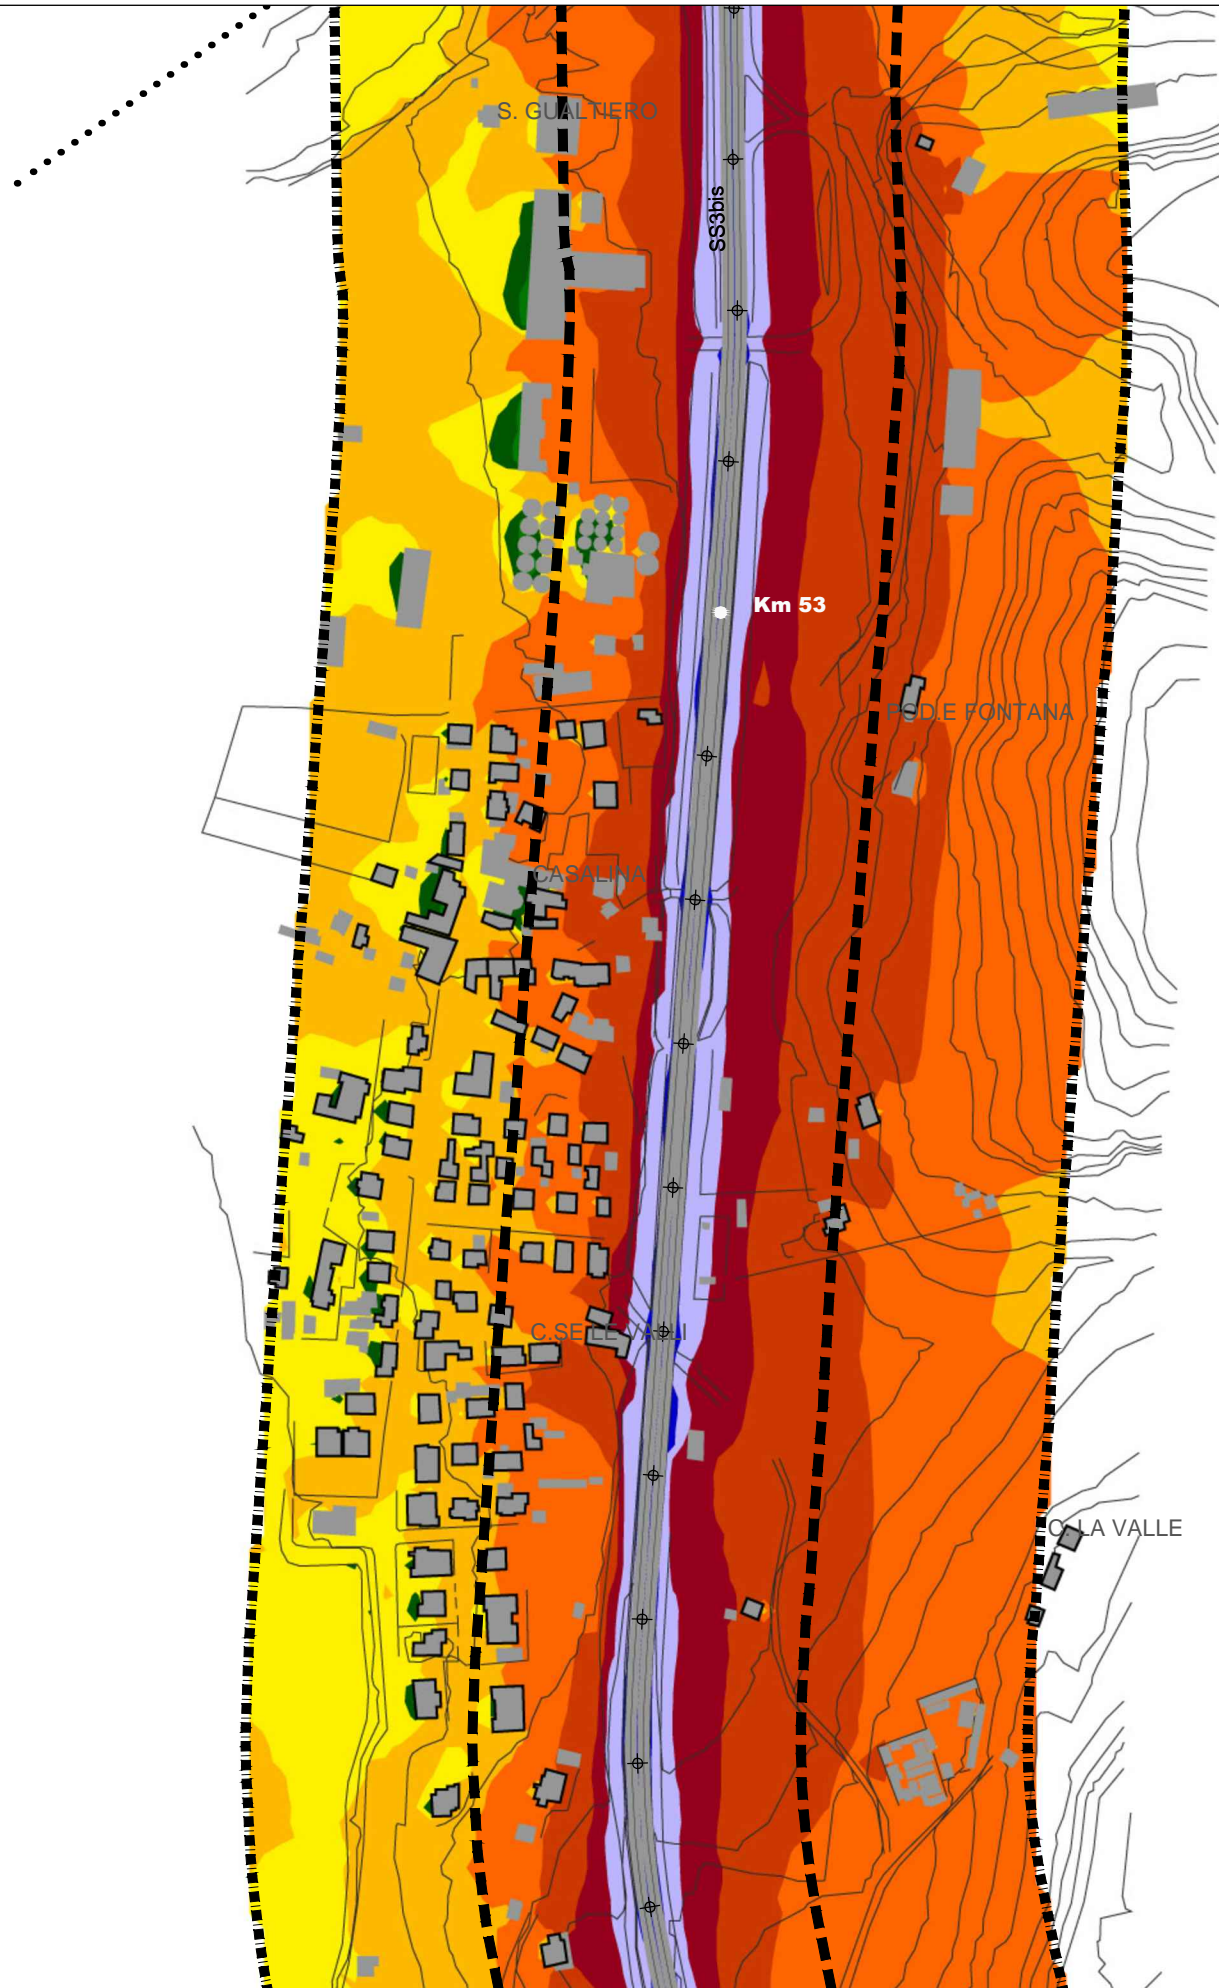 S. GUALTIERO
SS3bis
Km 53
POD.E FONTANA
CASALINA
C.SE LE VALLI
C. LA VALLE